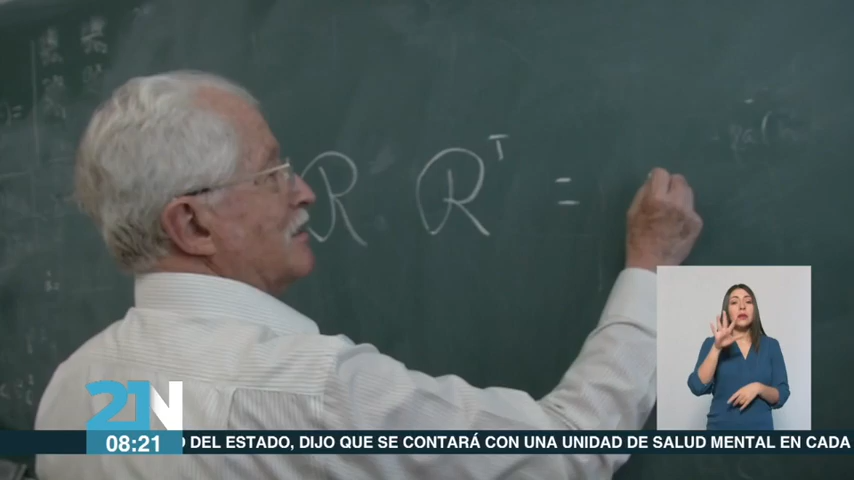 R R^T =
21N
08:21 O DEL ESTADO, DIJO QUE SE CONTARÁ CON UNA UNIDAD DE SALUD MENTAL EN CADA